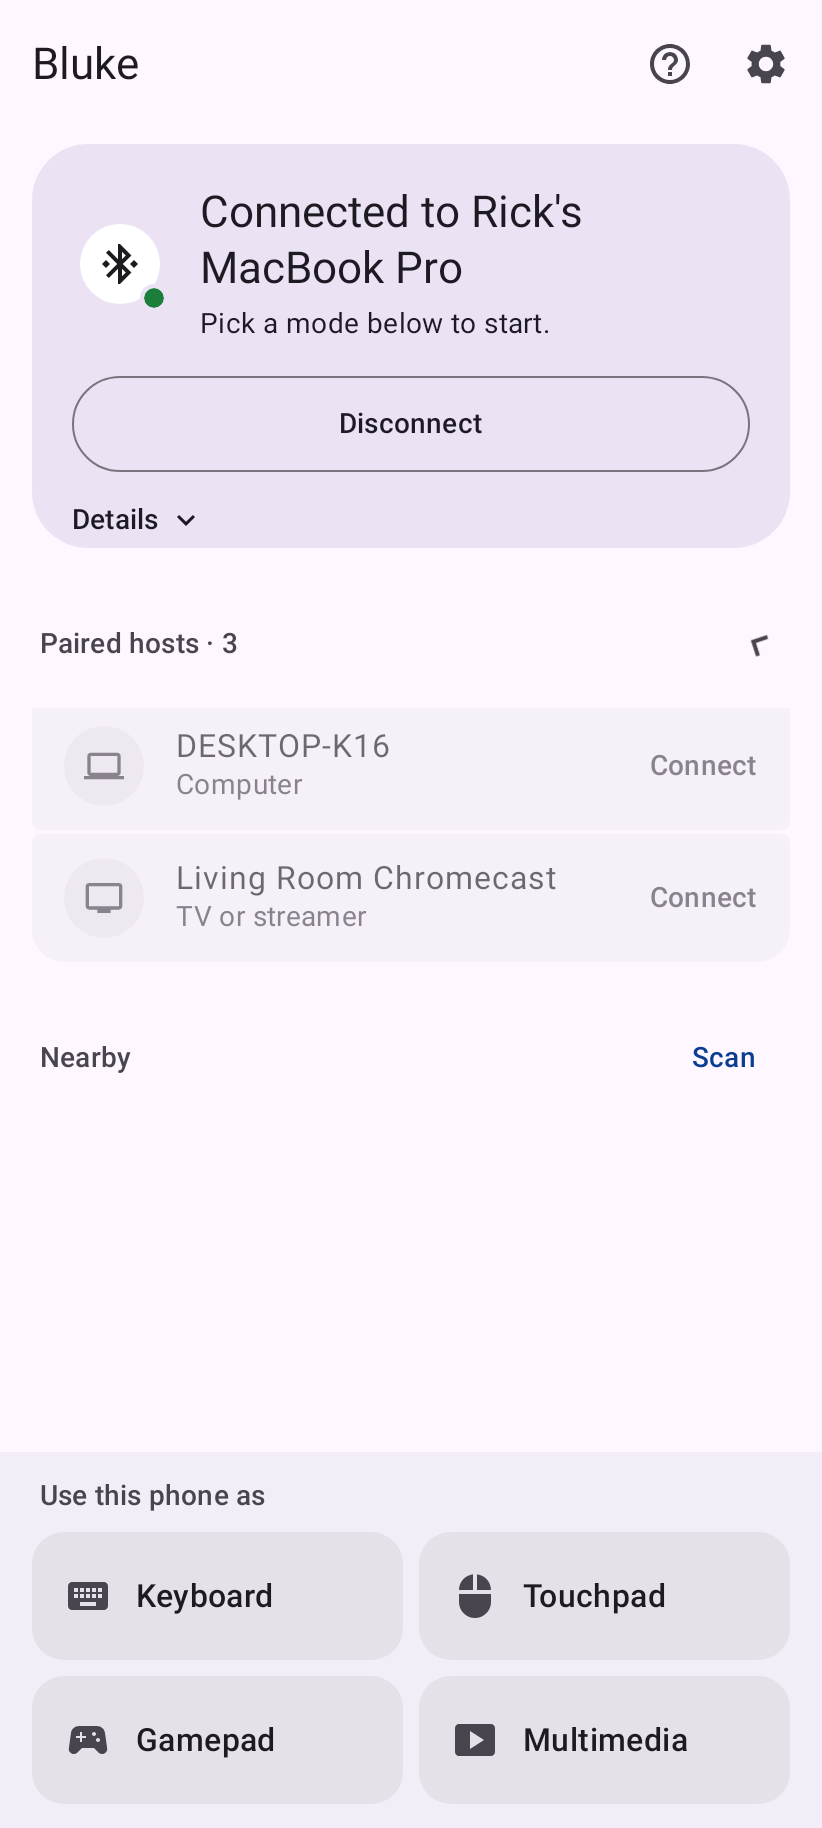 Bluke
Connected to Rick's
MacBook Pro
Pick a mode below to start.
Disconnect
Details
Paired hosts · 3
DESKTOP-K16
Computer
Connect
Living Room Chromecast
TV or streamer
Connect
Nearby
Scan
Use this phone as
Keyboard
Touchpad
Gamepad
Multimedia